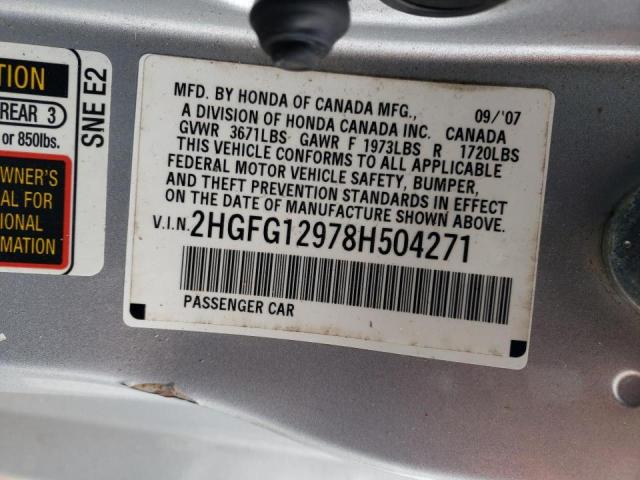 TION
REAR 3
or 850lbs.
WNER'S
AL FOR
IONAL
ORMATION
SNE E2
MFD. BY HONDA OF CANADA MFG., 09/'07
A DIVISION OF HONDA CANADA INC. CANADA
GVWR 3671LBS GAWR F 1973LBS R 1720LBS
THIS VEHICLE CONFORMS TO ALL APPLICABLE
FEDERAL MOTOR VEHICLE SAFETY, BUMPER,
AND THEFT PREVENTION STANDARDS IN EFFECT
ON THE DATE OF MANUFACTURE SHOWN ABOVE.
V.I.N. 2HGFG12978H504271
PASSENGER CAR